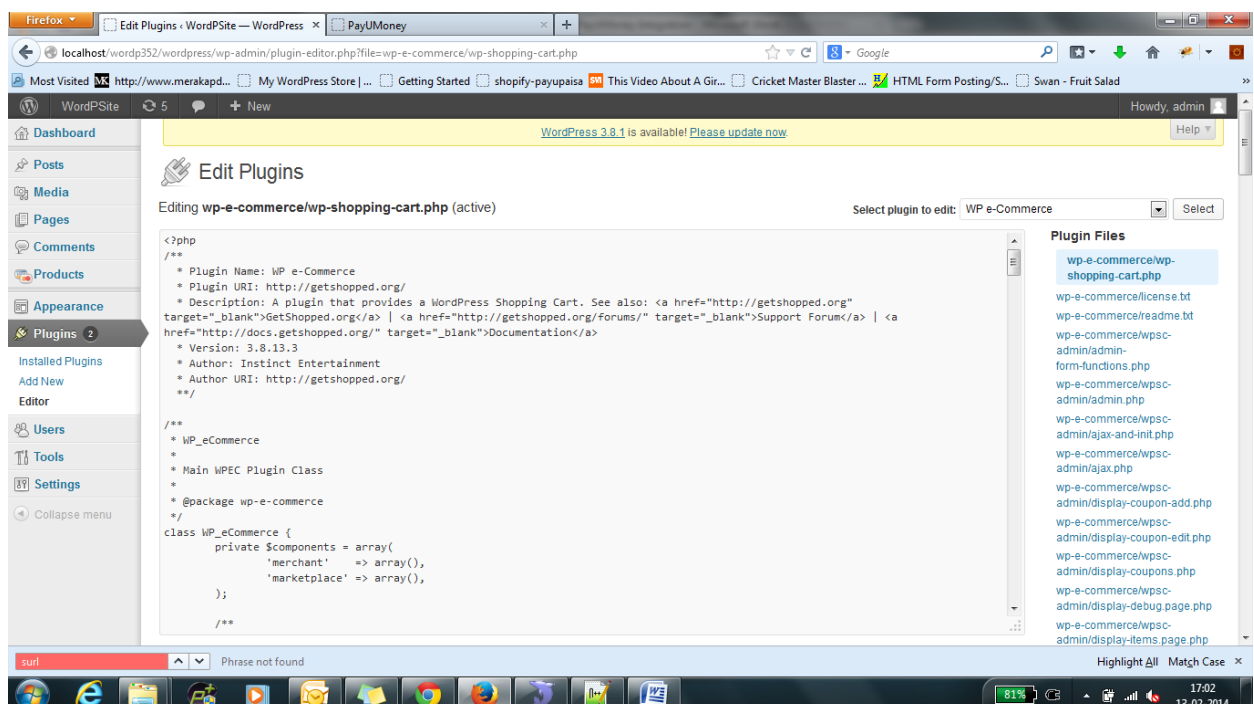 Firefox
Edit Plugins ‹ WordPSite — WordPress ×
PayUMoney ×
+
localhost/wordp352/wordpress/wp-admin/plugin-editor.php?file=wp-e-commerce/wp-shopping-cart.php
Google
Most Visited
http://www.merakapd...
My WordPress Store | ...
Getting Started
shopify-payupaisa
This Video About A Gir...
Cricket Master Blaster ...
HTML Form Posting/S...
Swan - Fruit Salad
»
WordPSite
5
+ New
Howdy, admin
Dashboard
Posts
Media
Pages
Comments
Products
Appearance
Plugins 2
Installed Plugins
Add New
Editor
Users
Tools
Settings
Collapse menu
WordPress 3.8.1 is available! Please update now.
Help
Edit Plugins
Editing wp-e-commerce/wp-shopping-cart.php (active)
Select plugin to edit: WP e-Commerce Select
<?php
/**
* Plugin Name: WP e-Commerce
* Plugin URI: http://getshopped.org/
* Description: A plugin that provides a WordPress Shopping Cart. See also: <a href="http://getshopped.org"
target="_blank">GetShopped.org</a> | <a href="http://getshopped.org/forums/" target="_blank">Support Forum</a> | <a
href="http://docs.getshopped.org/" target="_blank">Documentation</a>
* Version: 3.8.13.3
* Author: Instinct Entertainment
* Author URI: http://getshopped.org/
**/
/**
* WP_eCommerce
*
* Main WPEC Plugin Class
*
* @package wp-e-commerce
*/
class WP_eCommerce {
private $components = array(
'merchant' => array(),
'marketplace' => array(),
);
/**
Plugin Files
wp-e-commerce/wp-
shopping-cart.php
wp-e-commerce/license.txt
wp-e-commerce/readme.txt
wp-e-commerce/wpsc-
admin/admin-
form-functions.php
wp-e-commerce/wpsc-
admin/admin.php
wp-e-commerce/wpsc-
admin/ajax-and-init.php
wp-e-commerce/wpsc-
admin/ajax.php
wp-e-commerce/wpsc-
admin/display-coupon-add.php
wp-e-commerce/wpsc-
admin/display-coupon-edit.php
wp-e-commerce/wpsc-
admin/display-coupons.php
wp-e-commerce/wpsc-
admin/display-debug.page.php
wp-e-commerce/wpsc-
admin/display-items.page.php
surl
Phrase not found
Highlight All Match Case ×
81%
17:02
13-02-2014